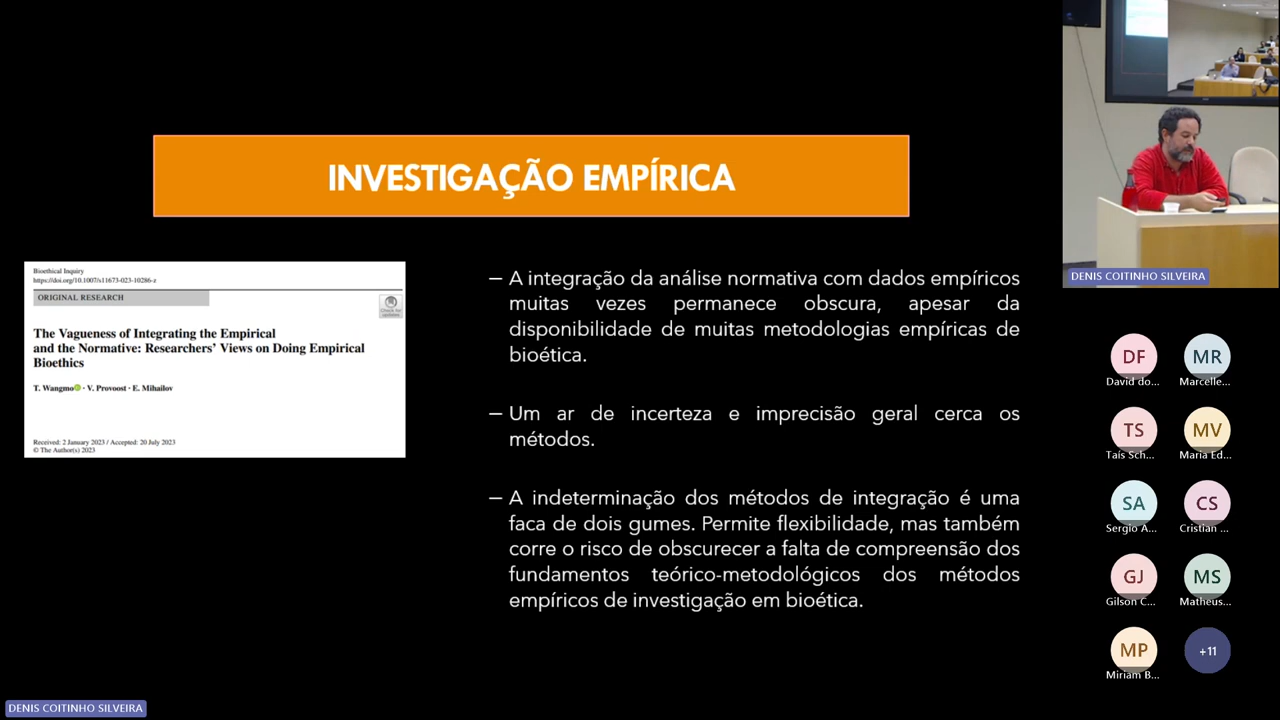 INVESTIGAÇÃO EMPÍRICA
Bioethical Inquiry
https://doi.org/10.1007/s11673-023-10286-z
ORIGINAL RESEARCH
Check for
updates
The Vagueness of Integrating the Empirical
and the Normative: Researchers' Views on Doing Empirical
Bioethics
T. Wangmo · V. Provoost · E. Mihailov
Received: 2 January 2023 / Accepted: 20 July 2023
© The Author(s) 2023
– A integração da análise normativa com dados empíricos
muitas vezes permanece obscura, apesar da
disponibilidade de muitas metodologias empíricas de
bioética.
– Um ar de incerteza e imprecisão geral cerca os
métodos.
– A indeterminação dos métodos de integração é uma
faca de dois gumes. Permite flexibilidade, mas também
corre o risco de obscurecer a falta de compreensão dos
fundamentos teórico-metodológicos dos métodos
empíricos de investigação em bioética.
DENIS COITINHO SILVEIRA
DF
David do...
MR
Marcelle...
TS
Taís Sch...
MV
Maria Ed...
SA
Sergio A...
CS
Cristian ...
GJ
Gilson C...
MS
Matheus...
MP
Miriam B...
+11
DENIS COITINHO SILVEIRA